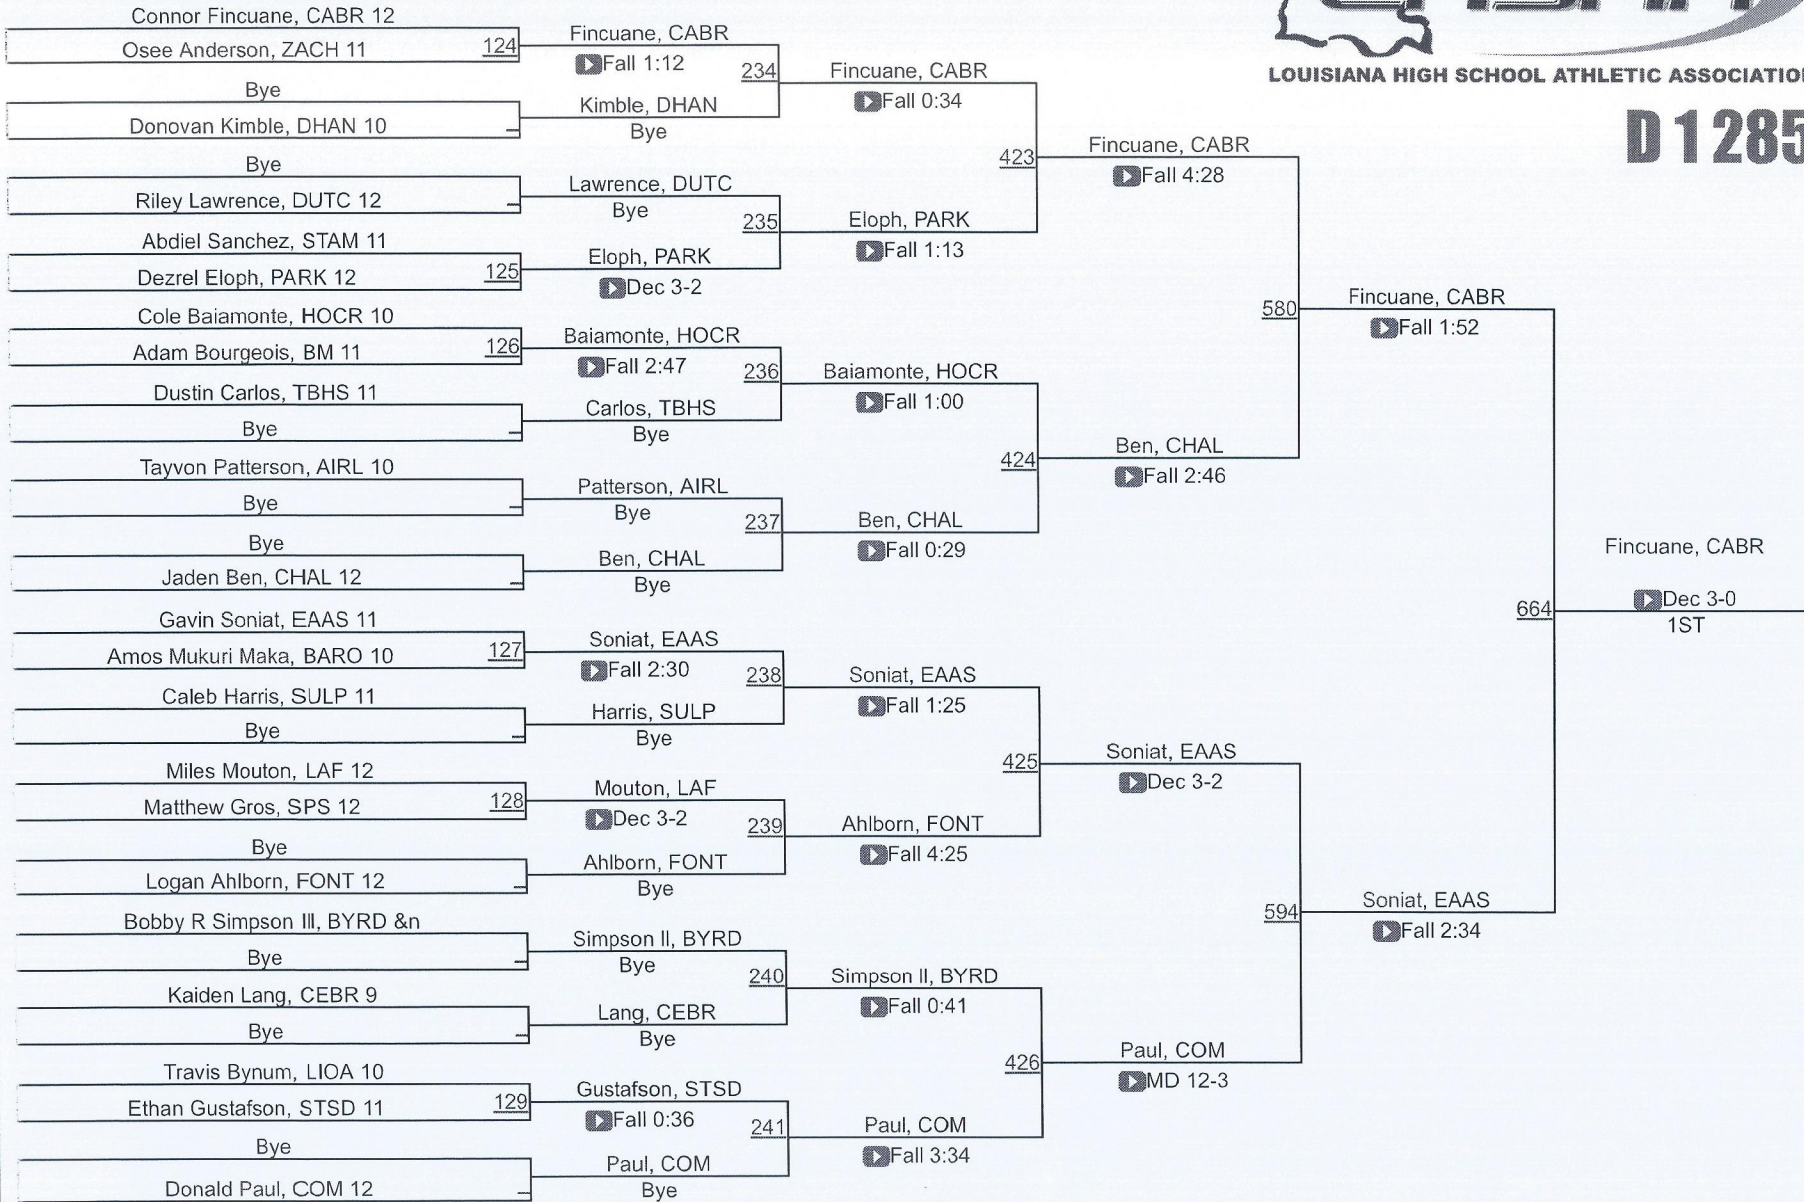 LOUISIANA HIGH SCHOOL ATHLETIC ASSOCIATIO
D1 285
Connor Fincuane, CABR 12
Osee Anderson, ZACH 11
124
Bye
Donovan Kimble, DHAN 10
Bye
Riley Lawrence, DUTC 12
Abdiel Sanchez, STAM 11
Dezrel Eloph, PARK 12
125
Cole Baiamonte, HOCR 10
Adam Bourgeois, BM 11
126
Dustin Carlos, TBHS 11
Bye
Tayvon Patterson, AIRL 10
Bye
Bye
Jaden Ben, CHAL 12
Gavin Soniat, EAAS 11
Amos Mukuri Maka, BARO 10
127
Caleb Harris, SULP 11
Bye
Miles Mouton, LAF 12
Matthew Gros, SPS 12
128
Bye
Logan Ahlborn, FONT 12
Bobby R Simpson III, BYRD &n
Bye
Kaiden Lang, CEBR 9
Bye
Travis Bynum, LIOA 10
Ethan Gustafson, STSD 11
129
Bye
Donald Paul, COM 12
Fincuane, CABR
Fall 1:12
234
Kimble, DHAN
Bye
Lawrence, DUTC
Bye
235
Eloph, PARK
Dec 3-2
Baiamonte, HOCR
Fall 2:47
236
Carlos, TBHS
Bye
Patterson, AIRL
Bye
237
Ben, CHAL
Bye
Soniat, EAAS
Fall 2:30
238
Harris, SULP
Bye
Mouton, LAF
Dec 3-2
239
Ahlborn, FONT
Bye
Simpson II, BYRD
Bye
240
Lang, CEBR
Bye
Gustafson, STSD
Fall 0:36
241
Paul, COM
Bye
Fincuane, CABR
Fall 0:34
423
Eloph, PARK
Fall 1:13
Baiamonte, HOCR
Fall 1:00
424
Ben, CHAL
Fall 0:29
Soniat, EAAS
Fall 1:25
425
Ahlborn, FONT
Fall 4:25
Simpson II, BYRD
Fall 0:41
426
Paul, COM
Fall 3:34
Fincuane, CABR
Fall 4:28
580
Ben, CHAL
Fall 2:46
Soniat, EAAS
Dec 3-2
594
Paul, COM
MD 12-3
Fincuane, CABR
Fall 1:52
664
Soniat, EAAS
Fall 2:34
Fincuane, CABR
Dec 3-0
1ST